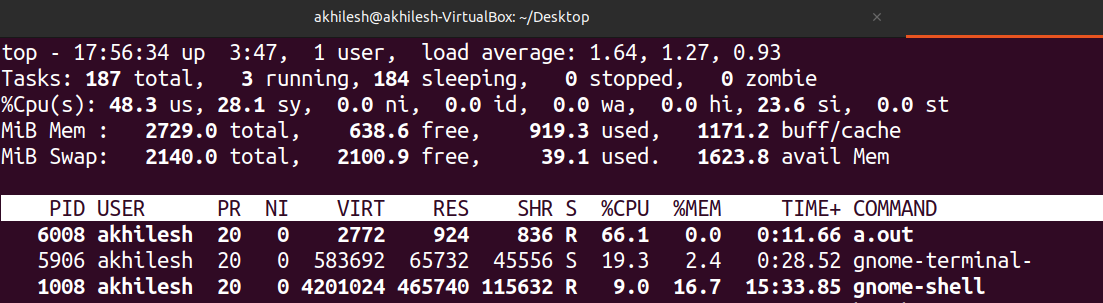 akhilesh@akhilesh-VirtualBox: ~/Desktop ×
top - 17:56:34 up  3:47,  1 user,  load average: 1.64, 1.27, 0.93
Tasks: 187 total,   3 running, 184 sleeping,   0 stopped,   0 zombie
%Cpu(s): 48.3 us, 28.1 sy,  0.0 ni,  0.0 id,  0.0 wa,  0.0 hi, 23.6 si,  0.0 st
MiB Mem :   2729.0 total,    638.6 free,    919.3 used,   1171.2 buff/cache
MiB Swap:   2140.0 total,   2100.9 free,     39.1 used.   1623.8 avail Mem
PID USER      PR  NI    VIRT    RES    SHR S  %CPU  %MEM     TIME+ COMMAND
6008 akhilesh  20   0    2772    924    836 R  66.1   0.0   0:11.66 a.out
5906 akhilesh  20   0  583692  65732  45556 S  19.3   2.4   0:28.52 gnome-terminal-
1008 akhilesh  20   0 4201024 465740 115632 R   9.0  16.7  15:33.85 gnome-shell